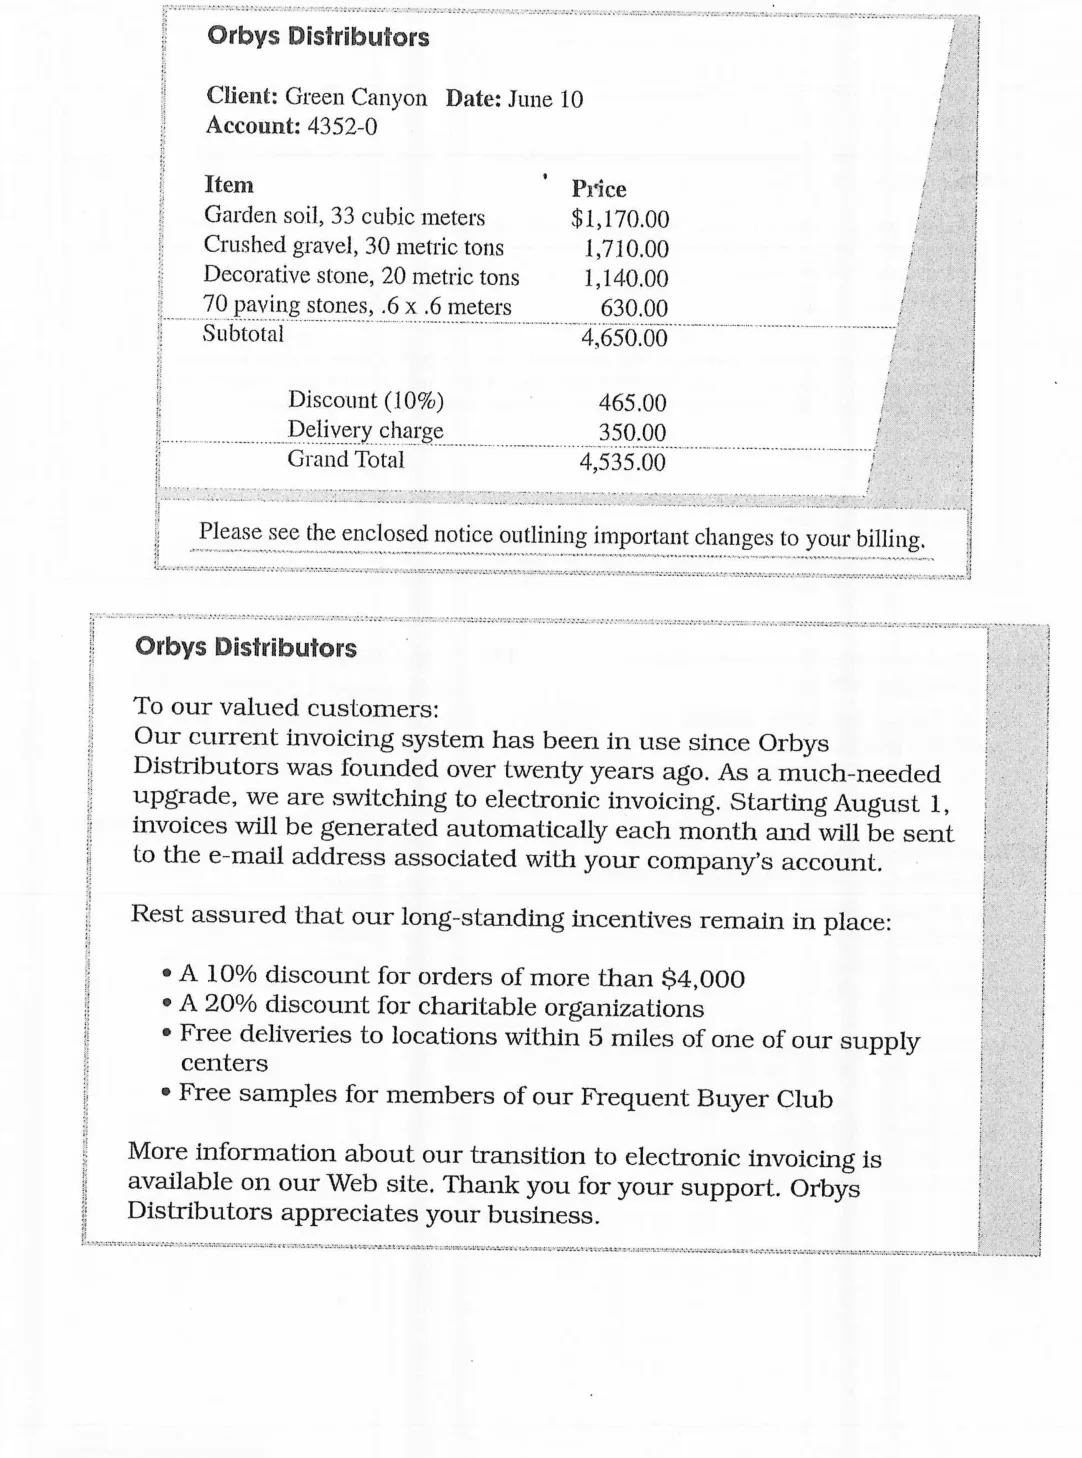 Orbys Distributors
Client: Green Canyon Date: June 10
Account: 4352-0
Item Price
Garden soil, 33 cubic meters $1,170.00
Crushed gravel, 30 metric tons 1,710.00
Decorative stone, 20 metric tons 1,140.00
70 paving stones, .6 x .6 meters 630.00
Subtotal 4,650.00
Discount (10%) 465.00
Delivery charge 350.00
Grand Total 4,535.00
Please see the enclosed notice outlining important changes to your billing.
Orbys Distributors
To our valued customers:
Our current invoicing system has been in use since Orbys
Distributors was founded over twenty years ago. As a much-needed
upgrade, we are switching to electronic invoicing. Starting August 1,
invoices will be generated automatically each month and will be sent
to the e-mail address associated with your company's account.
Rest assured that our long-standing incentives remain in place:
• A 10% discount for orders of more than $4,000
• A 20% discount for charitable organizations
• Free deliveries to locations within 5 miles of one of our supply
centers
• Free samples for members of our Frequent Buyer Club
More information about our transition to electronic invoicing is
available on our Web site. Thank you for your support. Orbys
Distributors appreciates your business.